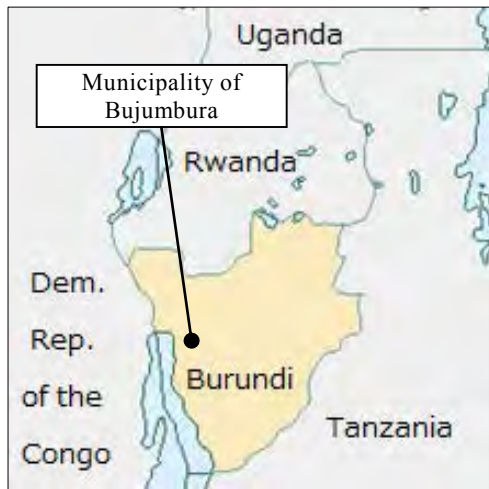 Uganda
Municipality of
Bujumbura
Rwanda
Dem.
Rep.
of the
Congo
Burundi
Tanzania